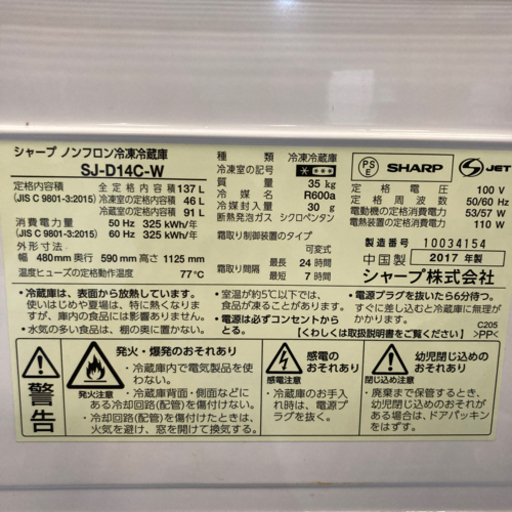 シャープ ノンフロン冷凍冷蔵庫
SJ-D14C-W
定格内容積 全定格内容積 137 L
(JIS C 9801-3:2015) 冷凍室の定格内容積 46 L
冷蔵室の定格内容積 91 L
消費電力量 50 Hz 325 kWh/年
(JIS C 9801-3:2015) 60 Hz 325 kWh/年
外形寸法:
幅 480mm 奥行 590mm 高さ 1125 mm
温度ヒューズの定格動作温度 77℃
種類 冷凍冷蔵庫
冷凍室の記号
質量 35 kg
冷媒 R600a
冷媒封入量 30 g
断熱発泡ガス シクロペンタン
霜取り制御装置のタイプ
可変式
霜取り間隔 最長 24 時間
最短 7 時間
PSE SHARP S JET
定格電圧 100 V
定格周波数 50/60 Hz
電動機の定格消費電力 53/57 W
電熱装置の定格消費電力 110 W
製造番号 10034154
中国製 2017 年製
シャープ株式会社
・冷蔵庫は、表面から放熱しています。
使いはじめや夏場は、特に熱くなります
が、庫内の食品には影響ありません。
・水気の多い食品は、棚の奥に置かない。
・室温が約5℃以下では、
食品が凍ることがあります。
・電源は必ずコンセントから
とる。
・電源プラグを抜いたら6分待つ。
すぐに差し込むと冷蔵庫に無理が
かかります。
【くわしくは取扱説明書をご覧ください】
C205
>PP<
警告
発火・爆発のおそれあり
発火注意
・冷蔵庫内で電気製品を使
わない。
・冷蔵庫背面・側面などに
ある冷却回路(配管)を傷付けない。
・冷却回路(配管)を傷付けたときは、
火気を避け、窓を開けて換気する。
感電の
おそれあり
感電注意
・冷蔵庫のお手入
れ時は、電源プ
ラグを抜く。
幼児閉じ込めの
おそれあり
閉じ込め注意
・廃棄まで保管するとき、
幼児閉じ込めのおそれが
ある場合は、ドアパッキン
をはずす。